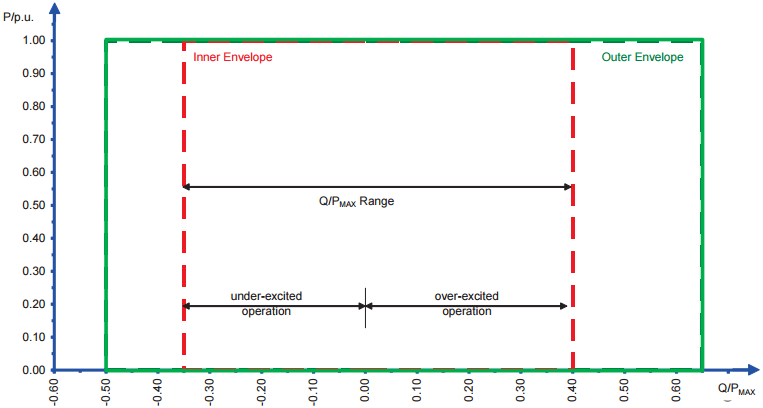 P/p.u.
1.00
Inner Envelope
Outer Envelope
0.90
0.80
0.70
0.60
Q/PMAX Range
0.50
0.40
0.30
under-excited
operation
over-excited
operation
0.20
0.10
0.00
-0.60
-0.50
-0.40
-0.30
-0.20
-0.10
0.00
0.10
0.20
0.30
0.40
0.50
0.60
Q/PMAX